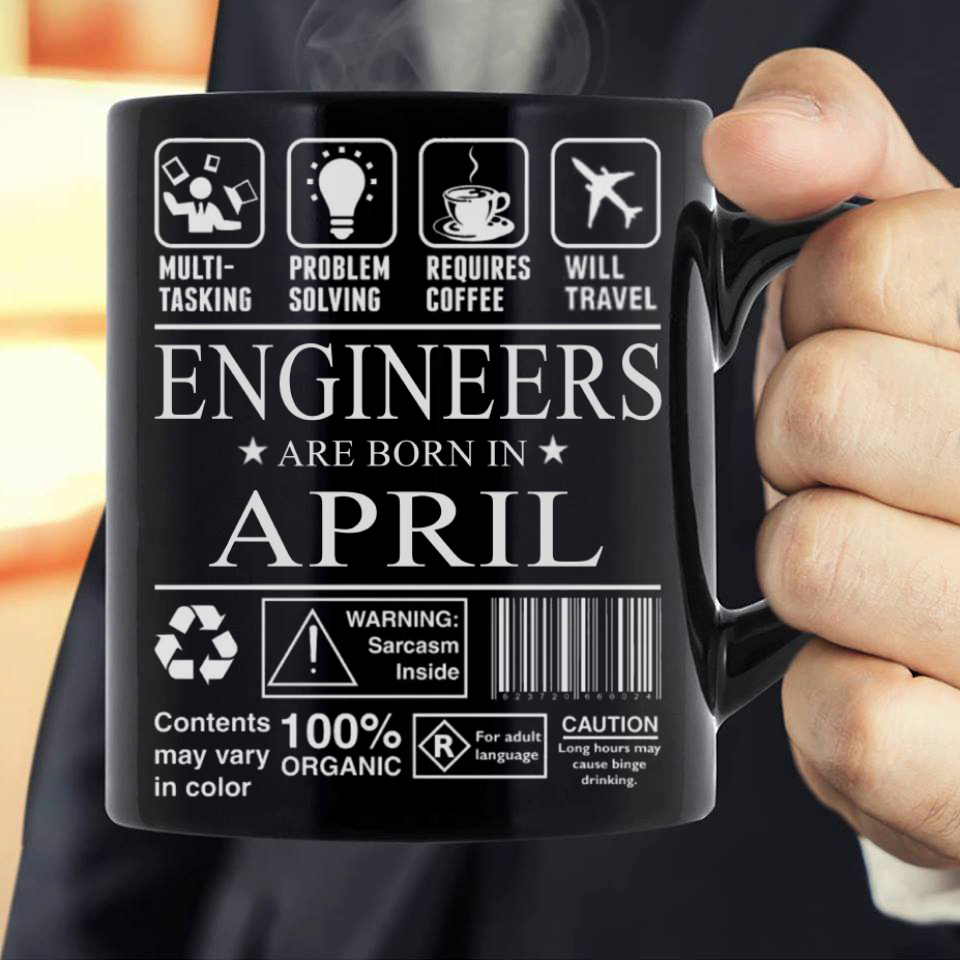 MULTI-
TASKING
PROBLEM
SOLVING
REQUIRES
COFFEE
WILL
TRAVEL
ENGINEERS
★ ARE BORN IN ★
APRIL
WARNING:
Sarcasm
Inside
623720660024
Contents
may vary
in color
100%
ORGANIC
R
For adult
language
CAUTION
Long hours may
cause binge
drinking.